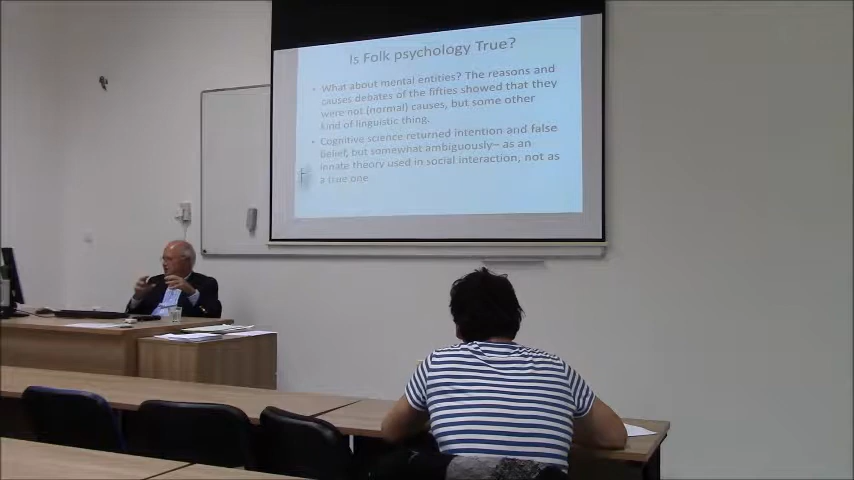 Is Folk psychology True?
• What about mental entities? The reasons and
causes debates of the fifties showed that they
were not (normal) causes, but some other
kind of linguistic thing.
• Cognitive science returned intention and false
belief, but somewhat ambiguously– as an
innate theory used in social interaction, not as
a true one